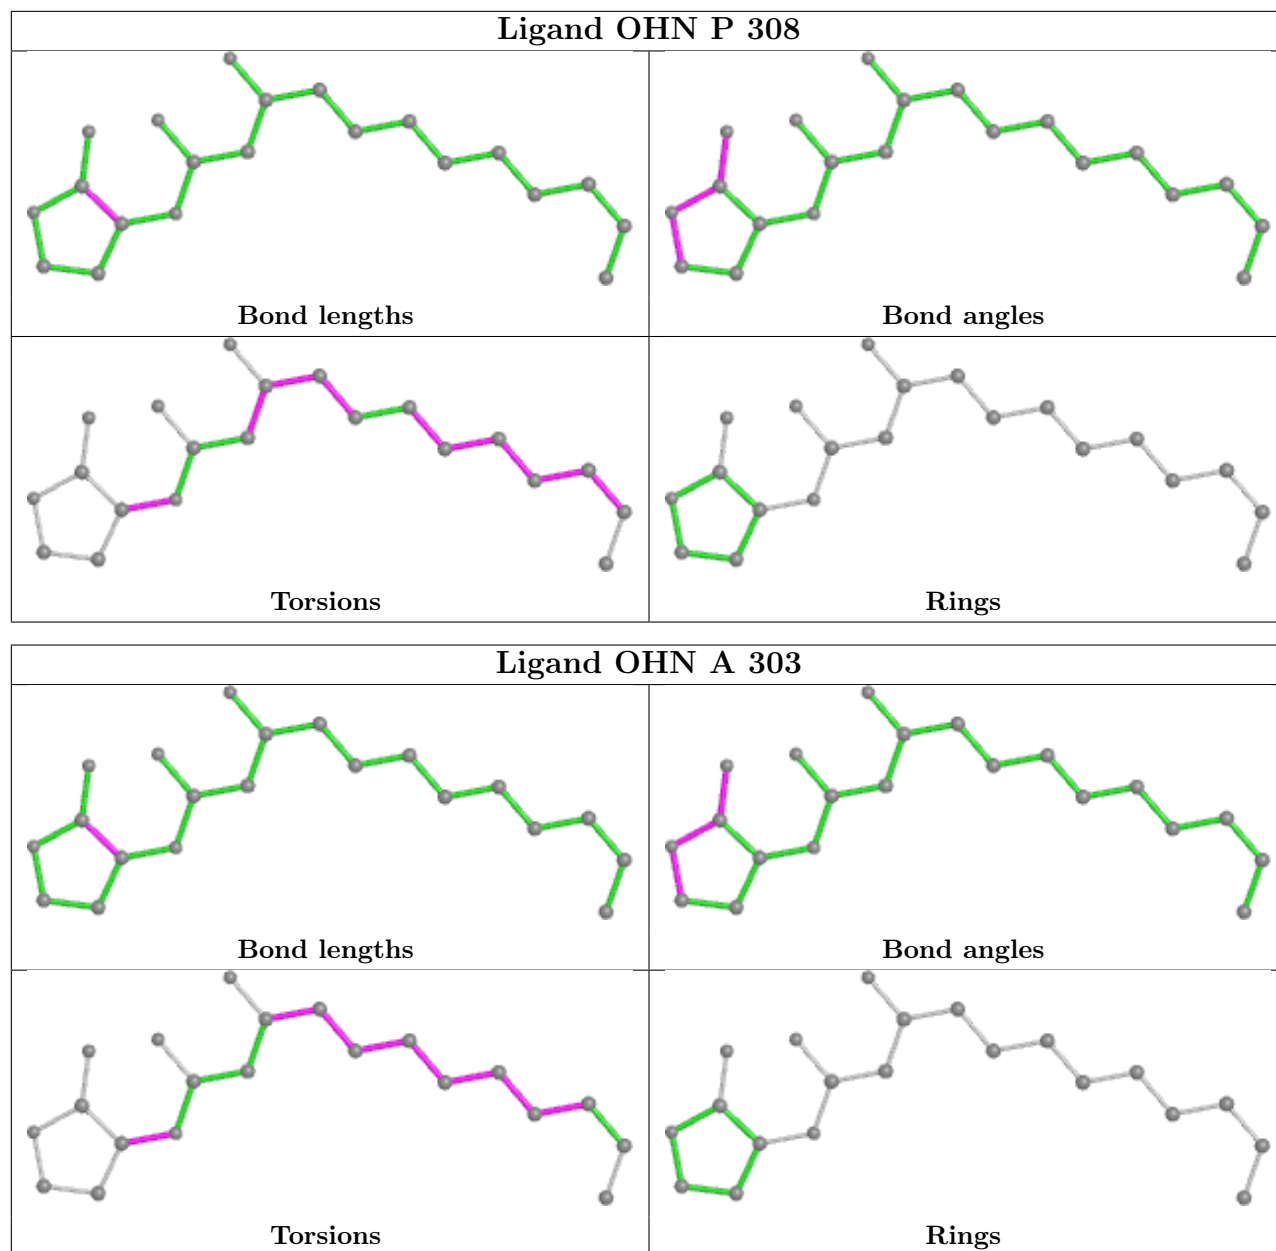 Ligand OHN P 308
Bond lengths
Bond angles
Torsions
Rings
Ligand OHN A 303
Bond lengths
Bond angles
Torsions
Rings